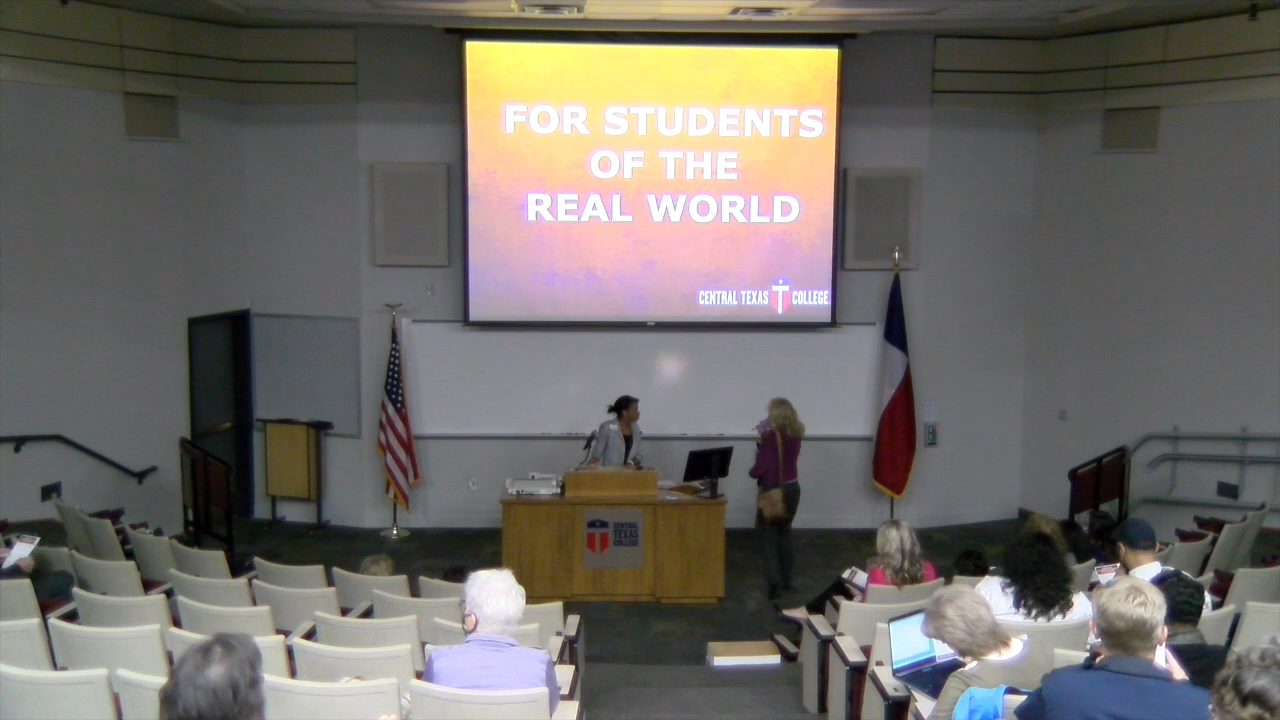 FOR STUDENTS
OF THE
REAL WORLD
CENTRAL TEXAS COLLEGE
CENTRAL
TEXAS
COLLEGE